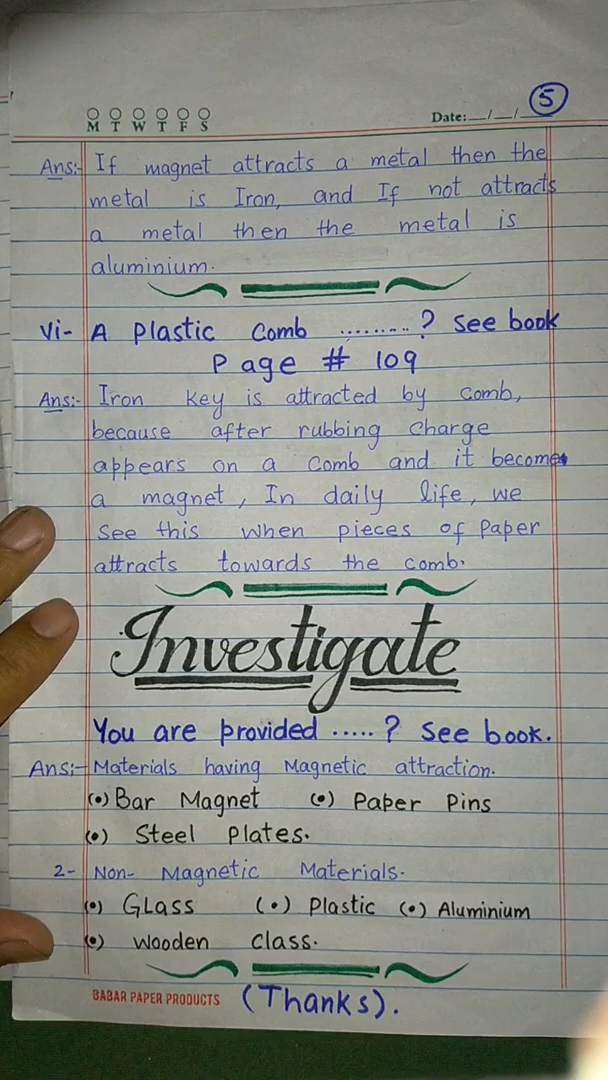 5
M T W T F S
Date:__/__/__
Ans:- If magnet attracts a metal then the
metal is Iron, and If not attracts
a metal then the metal is
aluminium.
Vi- A Plastic Comb .........? See book
Page # 109
Ans:- Iron key is attracted by comb,
because after rubbing charge
appears on a comb and it becomes
a magnet, In daily life, we
see this when pieces of Paper
attracts towards the comb.
Investigate
You are provided .....? See book.
Ans:- Materials having Magnetic attraction.
(•) Bar Magnet (•) Paper Pins
(•) Steel Plates.
2- Non- Magnetic Materials.
(•) Glass (•) Plastic (•) Aluminium
(•) Wooden class.
BABAR PAPER PRODUCTS (Thanks).